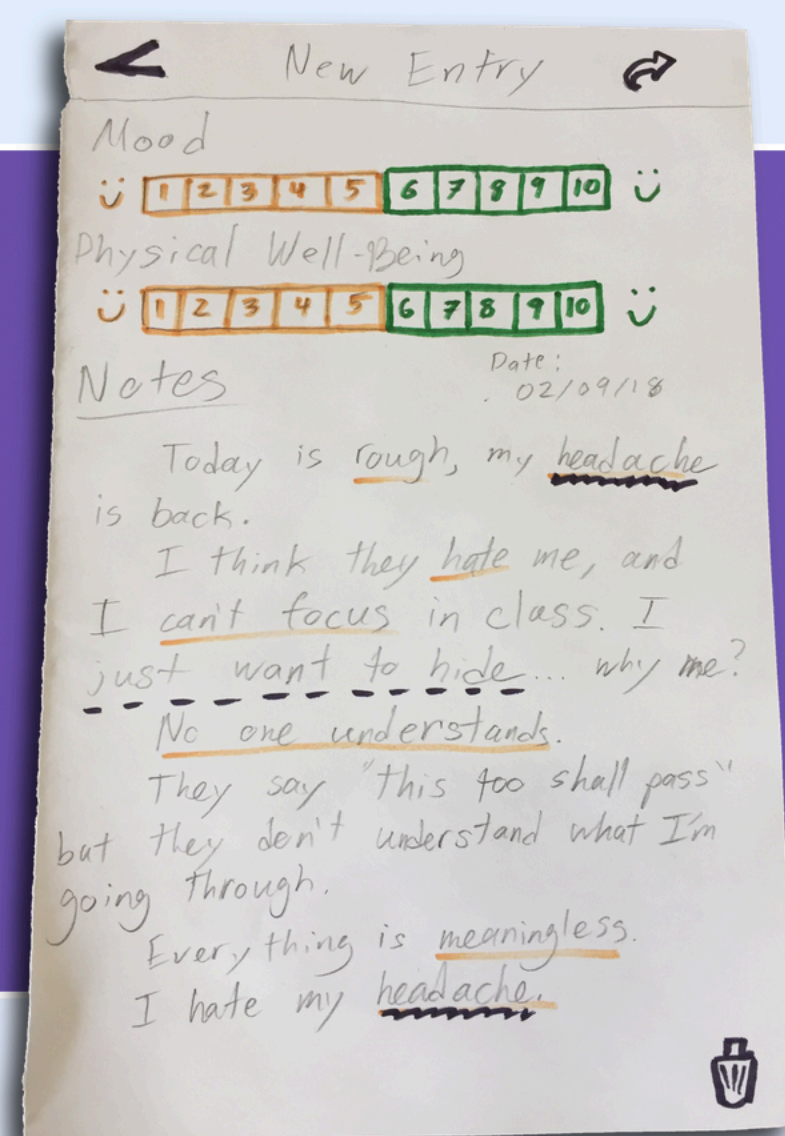 New Entry
Mood
1 2 3 4 5 6 7 8 9 10
Physical Well-Being
1 2 3 4 5 6 7 8 9 10
Notes
Date:
02/09/18
Today is rough, my headache
is back.
I think they hate me, and
I can't focus in class. I
just want to hide... why me?
No one understands.
They say "this too shall pass"
but they don't understand what I'm
going through.
Everything is meaningless.
I hate my headache.